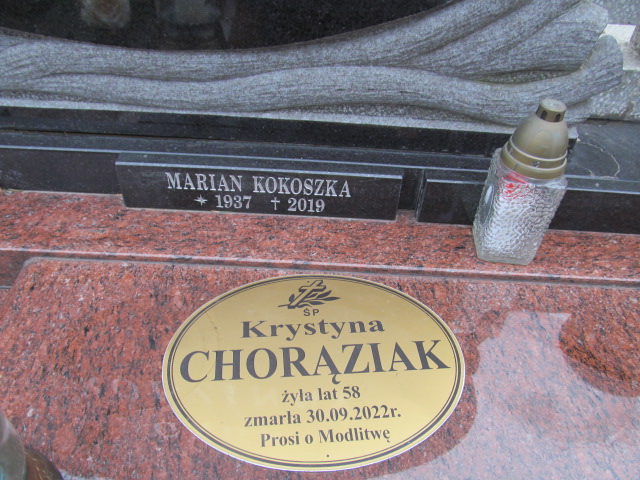 MARIAN KOKOSZKA
✶ 1937 ✝ 2019
ŚP
Krystyna
CHORĄZIAK
żyła lat 58
zmarła 30.09.2022r.
Prosi o Modlitwę